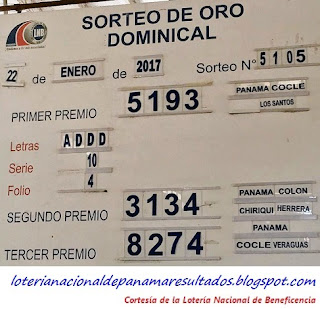 SORTEO DE ORO
DOMINICAL
22 de ENERO de 2017 Sorteo N° 5105
PRIMER PREMIO 5193 PANAMA COCLE
LOS SANTOS
Letras ADDD
Serie 10
Folio 4
SEGUNDO PREMIO 3134 PANAMA COLON
CHIRIQUI HERRERA
TERCER PREMIO 8274 PANAMA
COCLE VERAGUAS
loterianacionaldepanamaresultados.blogspot.com
Cortesía de la Lotería Nacional de Beneficencia